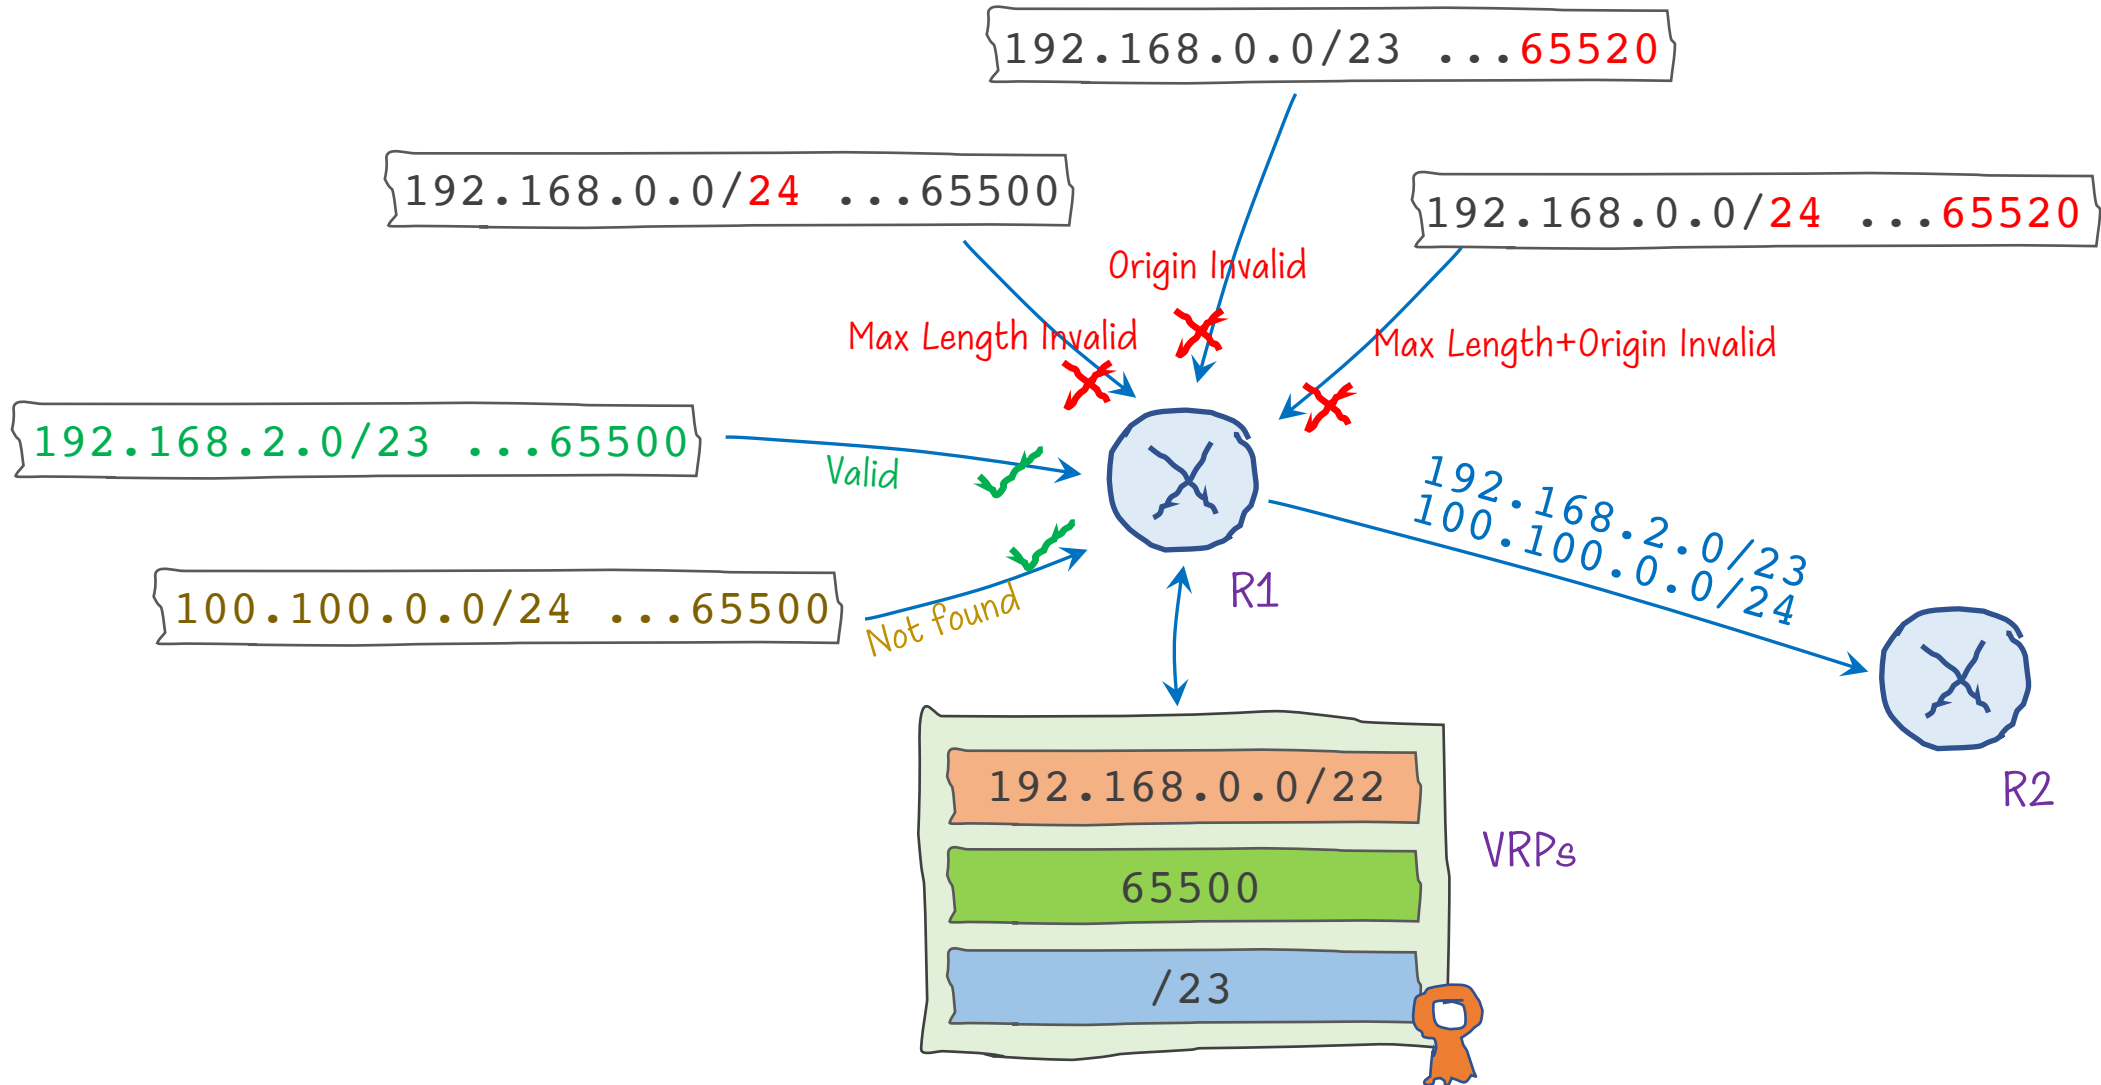 192.168.0.0/23 ...65520
192.168.0.0/24 ...65500
192.168.0.0/24 ...65520
Origin Invalid
Max Length Invalid
Max Length+Origin Invalid
192.168.2.0/23 ...65500
Valid
192.168.2.0/23
100.100.0.0/24
100.100.0.0/24 ...65500
Not found
R1
R2
192.168.0.0/22
VRPs
65500
/23